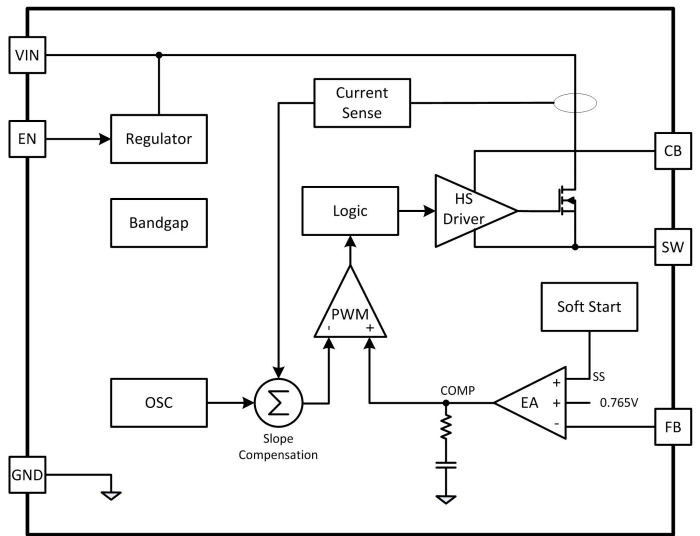 VIN
Current
Sense
EN
Regulator
CB
HS
Driver
Logic
Bandgap
SW
Soft Start
PWM
- +
SS
COMP
+
OSC
Σ
EA
+
0.765V
-
FB
Slope
Compensation
GND